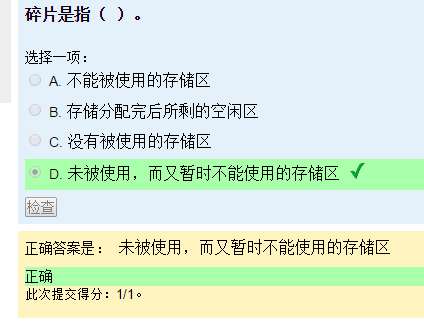 碎片是指（ ）。
选择一项：
A. 不能被使用的存储区
B. 存储分配完后所剩的空闲区
C. 没有被使用的存储区
D. 未被使用，而又暂时不能使用的存储区
检查
正确答案是： 未被使用，而又暂时不能使用的存储区
正确
此次提交得分：1/1。